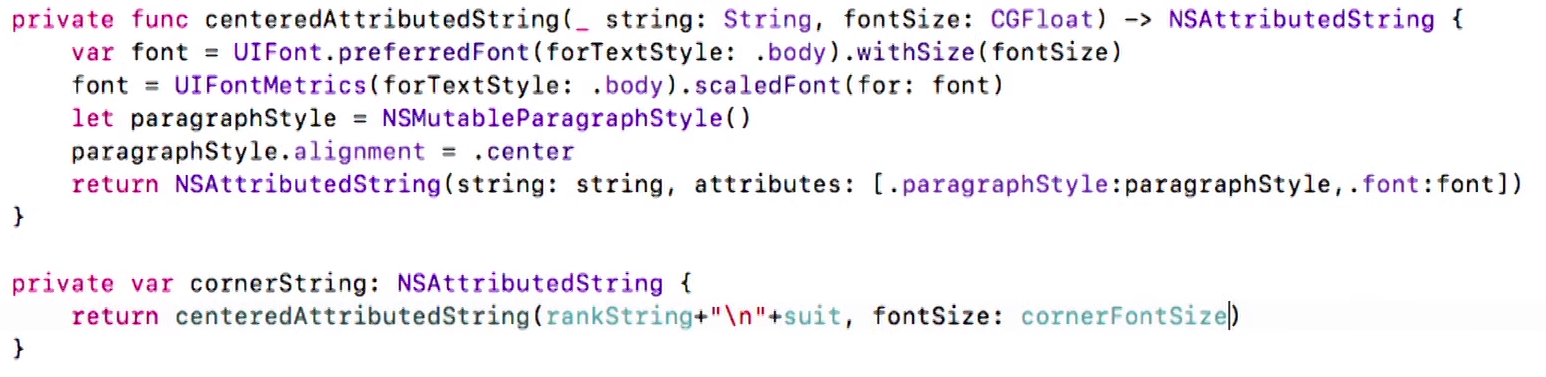 private func centeredAttributedString(_ string: String, fontSize: CGFloat) -> NSAttributedString {
    var font = UIFont.preferredFont(forTextStyle: .body).withSize(fontSize)
    font = UIFontMetrics(forTextStyle: .body).scaledFont(for: font)
    let paragraphStyle = NSMutableParagraphStyle()
    paragraphStyle.alignment = .center
    return NSAttributedString(string: string, attributes: [.paragraphStyle:paragraphStyle,.font:font])
}
private var cornerString: NSAttributedString {
    return centeredAttributedString(rankString+"\n"+suit, fontSize: cornerFontSize)
}